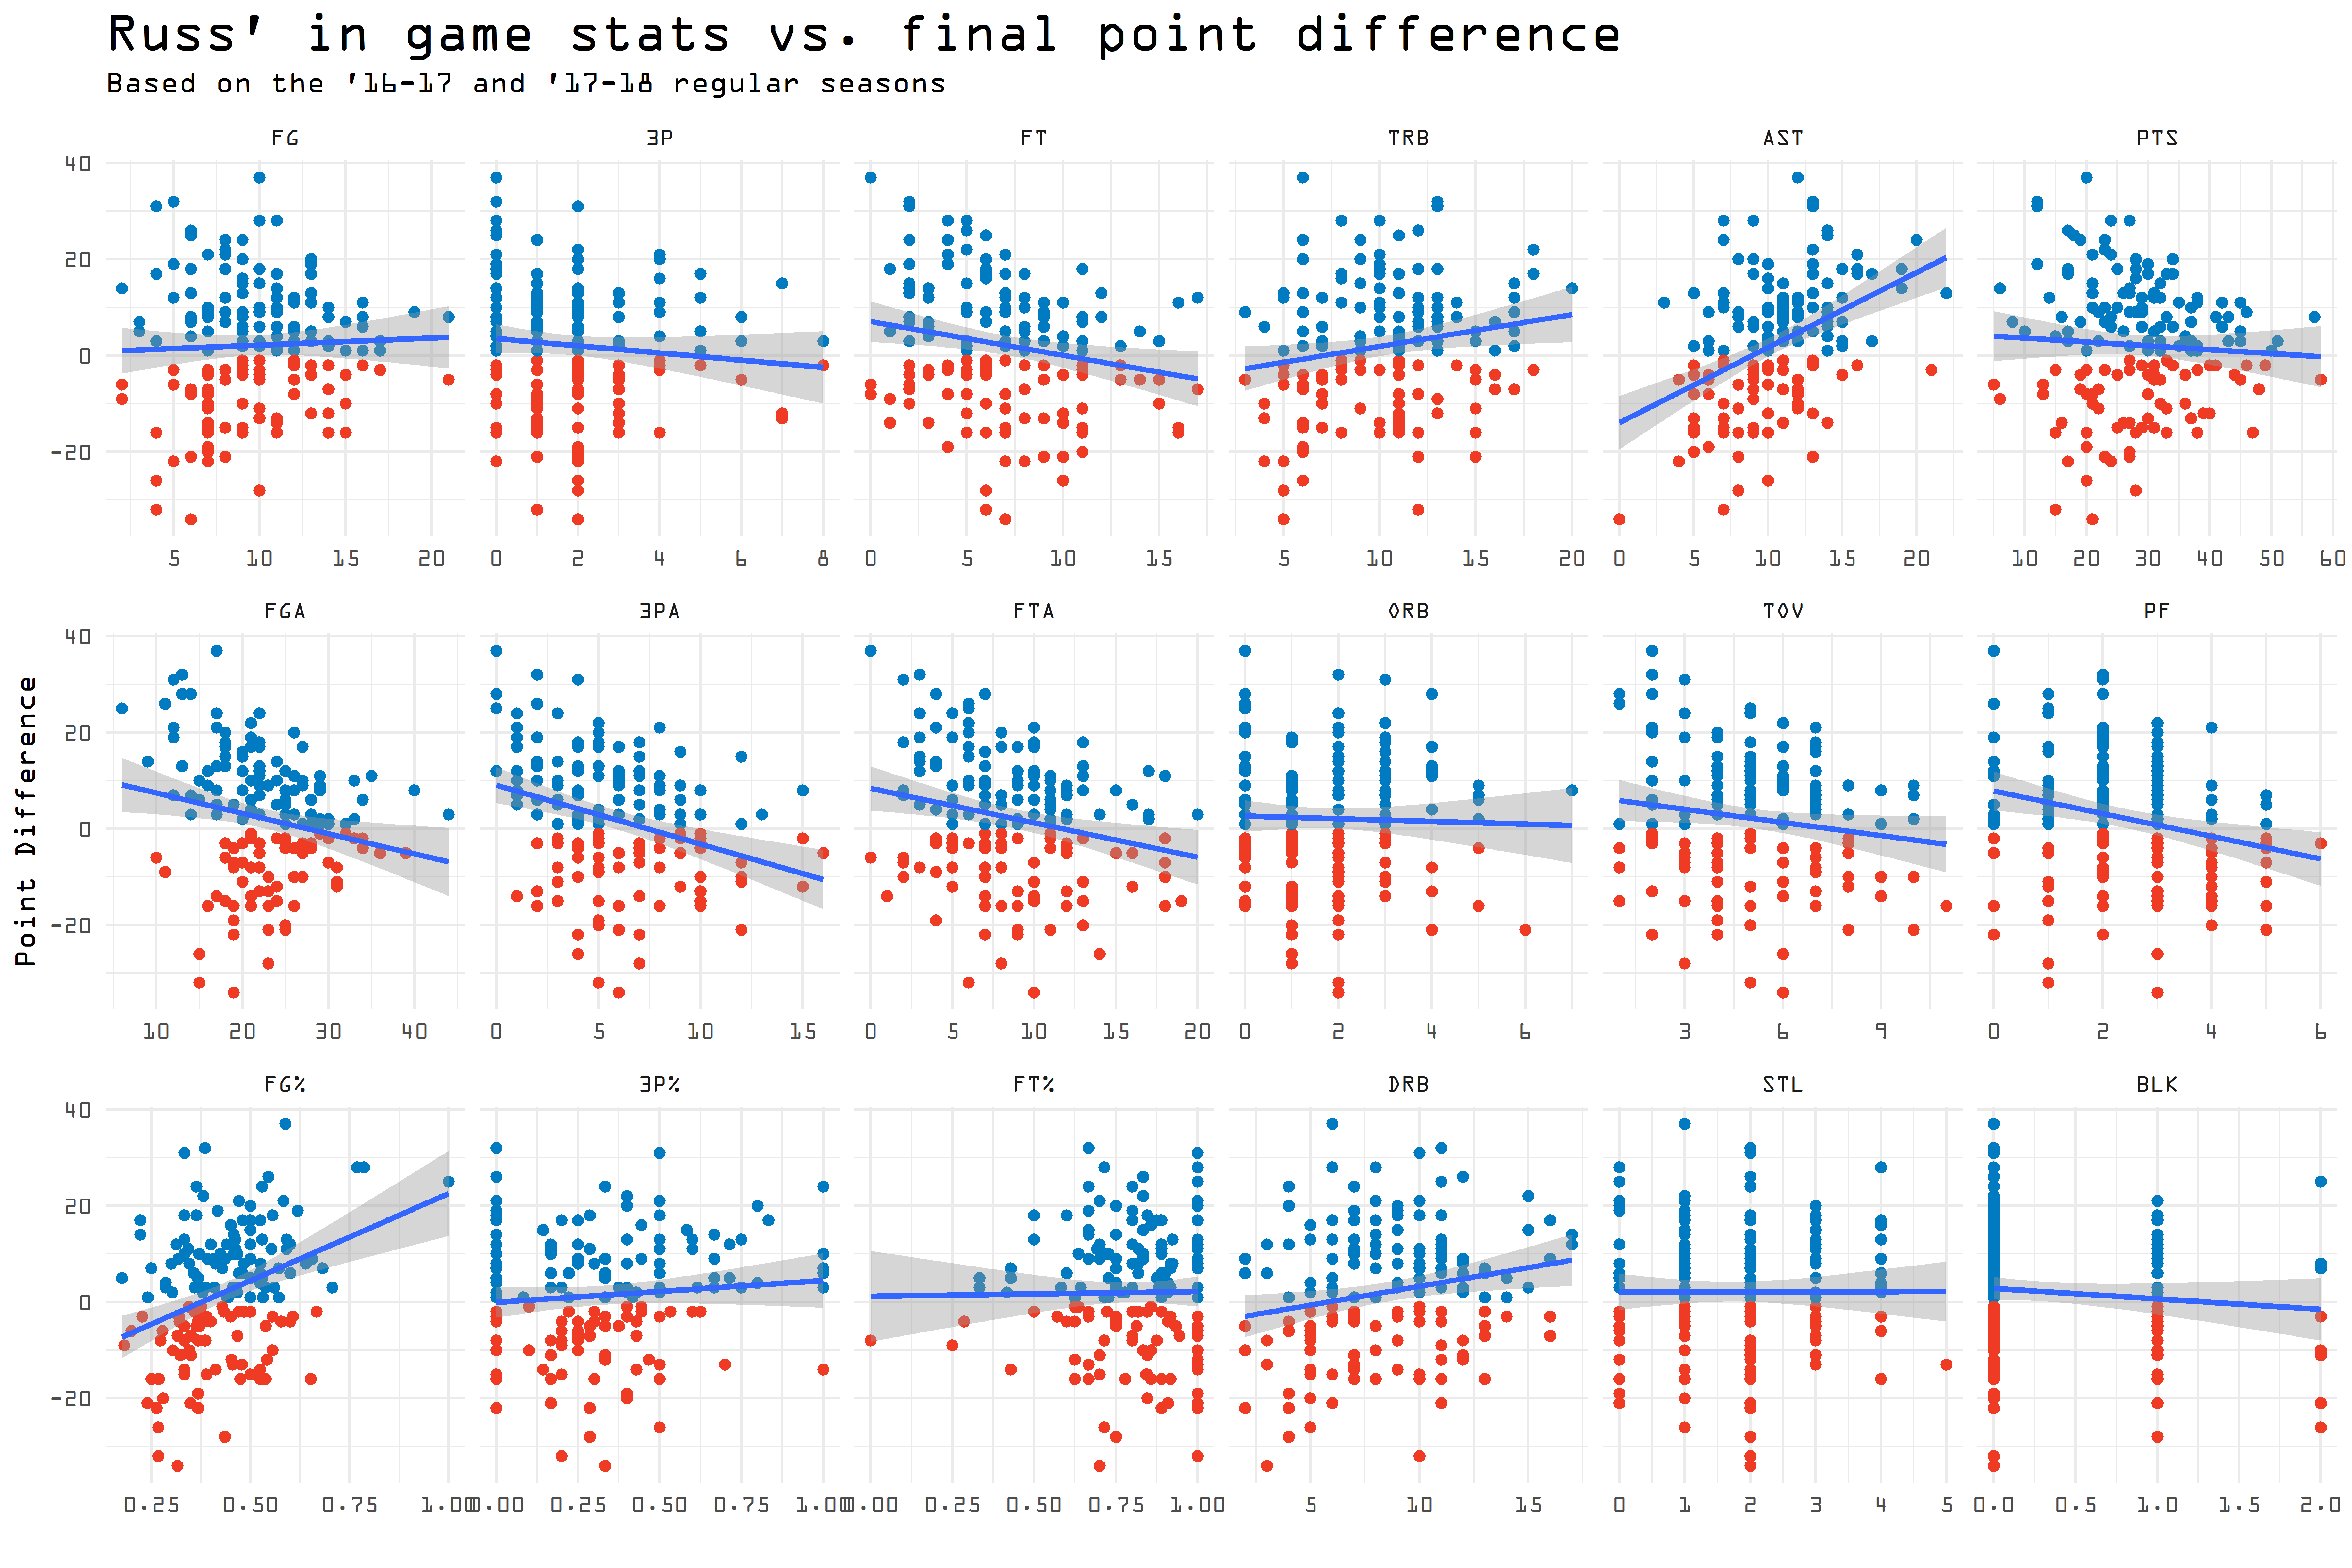 Russ' in game stats vs. final point difference
Based on the '16-17 and '17-18 regular seasons
FG 3P FT TRB AST PTS
40
20
0
-20
5 10 15 20 0 2 4 6 8 0 5 10 15 5 10 15 20 0 5 10 15 20 10 20 30 40 50 60
FGA 3PA FTA ORB TOV PF
Point Difference
40
20
0
-20
10 20 30 40 0 5 10 15 0 5 10 15 20 0 2 4 6 3 6 9 0 2 4 6
FG% 3P% FT% DRB STL BLK
40
20
0
-20
0.25 0.50 0.75 1.00 0.00 0.25 0.50 0.75 1.00 0.00 0.25 0.50 0.75 1.00 5 10 15 0 1 2 3 4 5 0.0 0.5 1.0 1.5 2.0